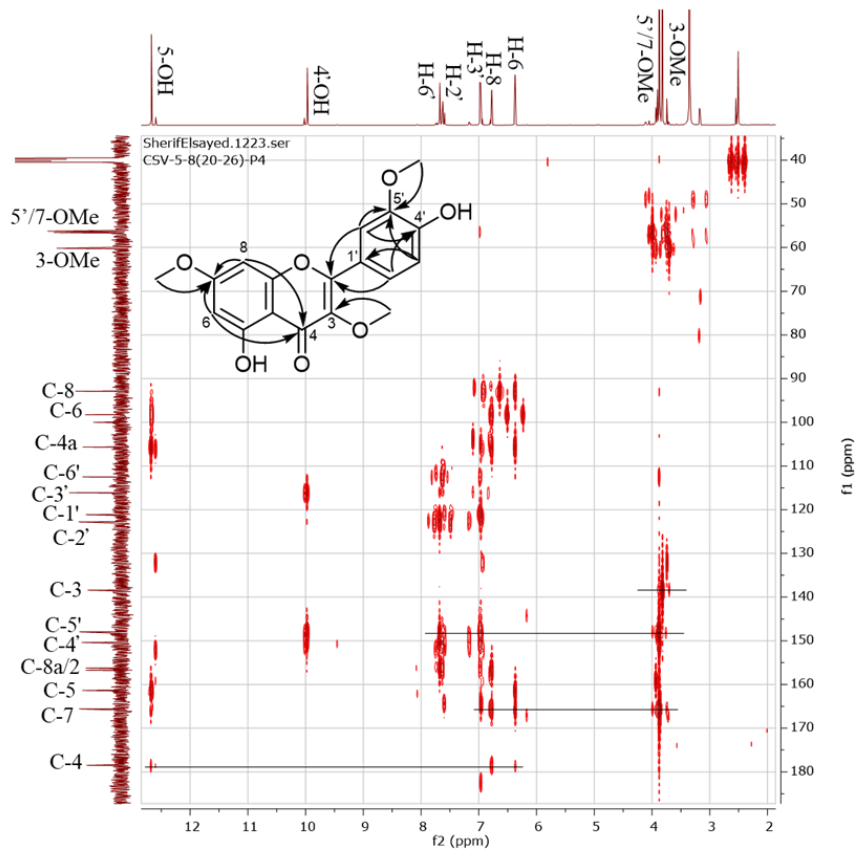 5-OH
4'OH
H-6'
H-2'
H-3'
H-8
H-6
5'/7-OMe
3-OMe
SherifElsayed.1223.ser
CSV-5-8(20-26)-P4
5'/7-OMe
3-OMe
C-8
C-6
C-4a
C-6'
C-3'
C-1'
C-2'
C-3
C-5'
C-4'
C-8a/2
C-5
C-7
C-4
O
5'
4'
OH
1'
8
O
O
6
4
3
O
OH
O
40
50
60
70
80
90
100
110
120
130
140
150
160
170
180
f1 (ppm)
12
11
10
9
8
7
6
5
4
3
2
f2 (ppm)